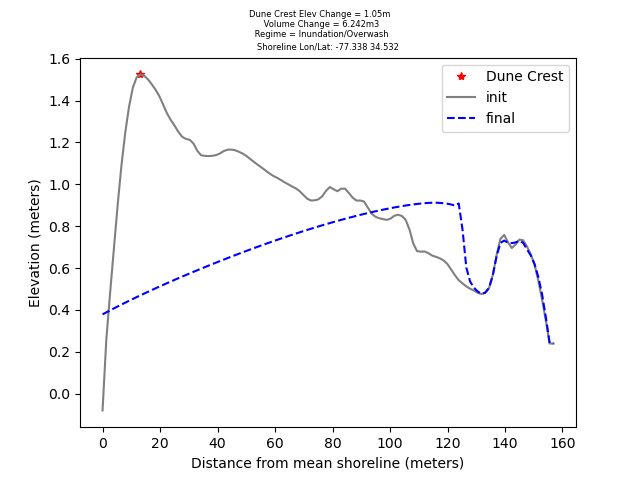 Dune Crest Elev Change = 1.05m
Volume Change = 6.242m3
Regime = Inundation/Overwash
Shoreline Lon/Lat: -77.338 34.532
Dune Crest
init
final
1.6
1.4
1.2
1.0
0.8
0.6
0.4
0.2
0.0
Elevation (meters)
0 20 40 60 80 100 120 140 160
Distance from mean shoreline (meters)